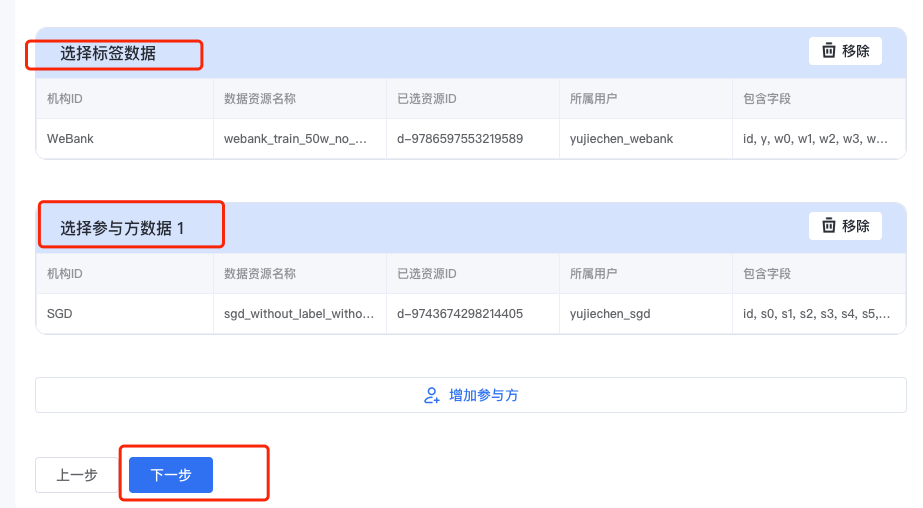 选择标签数据
移除
机构ID 数据资源名称 已选资源ID 所属用户 包含字段
WeBank webank_train_50w_no_... d-9786597553219589 yujiechen_webank id, y, w0, w1, w2, w3, w...
选择参与方数据 1
移除
机构ID 数据资源名称 已选资源ID 所属用户 包含字段
SGD sgd_without_label_witho... d-9743674298214405 yujiechen_sgd id, s0, s1, s2, s3, s4, s5,...
增加参与方
上一步 下一步